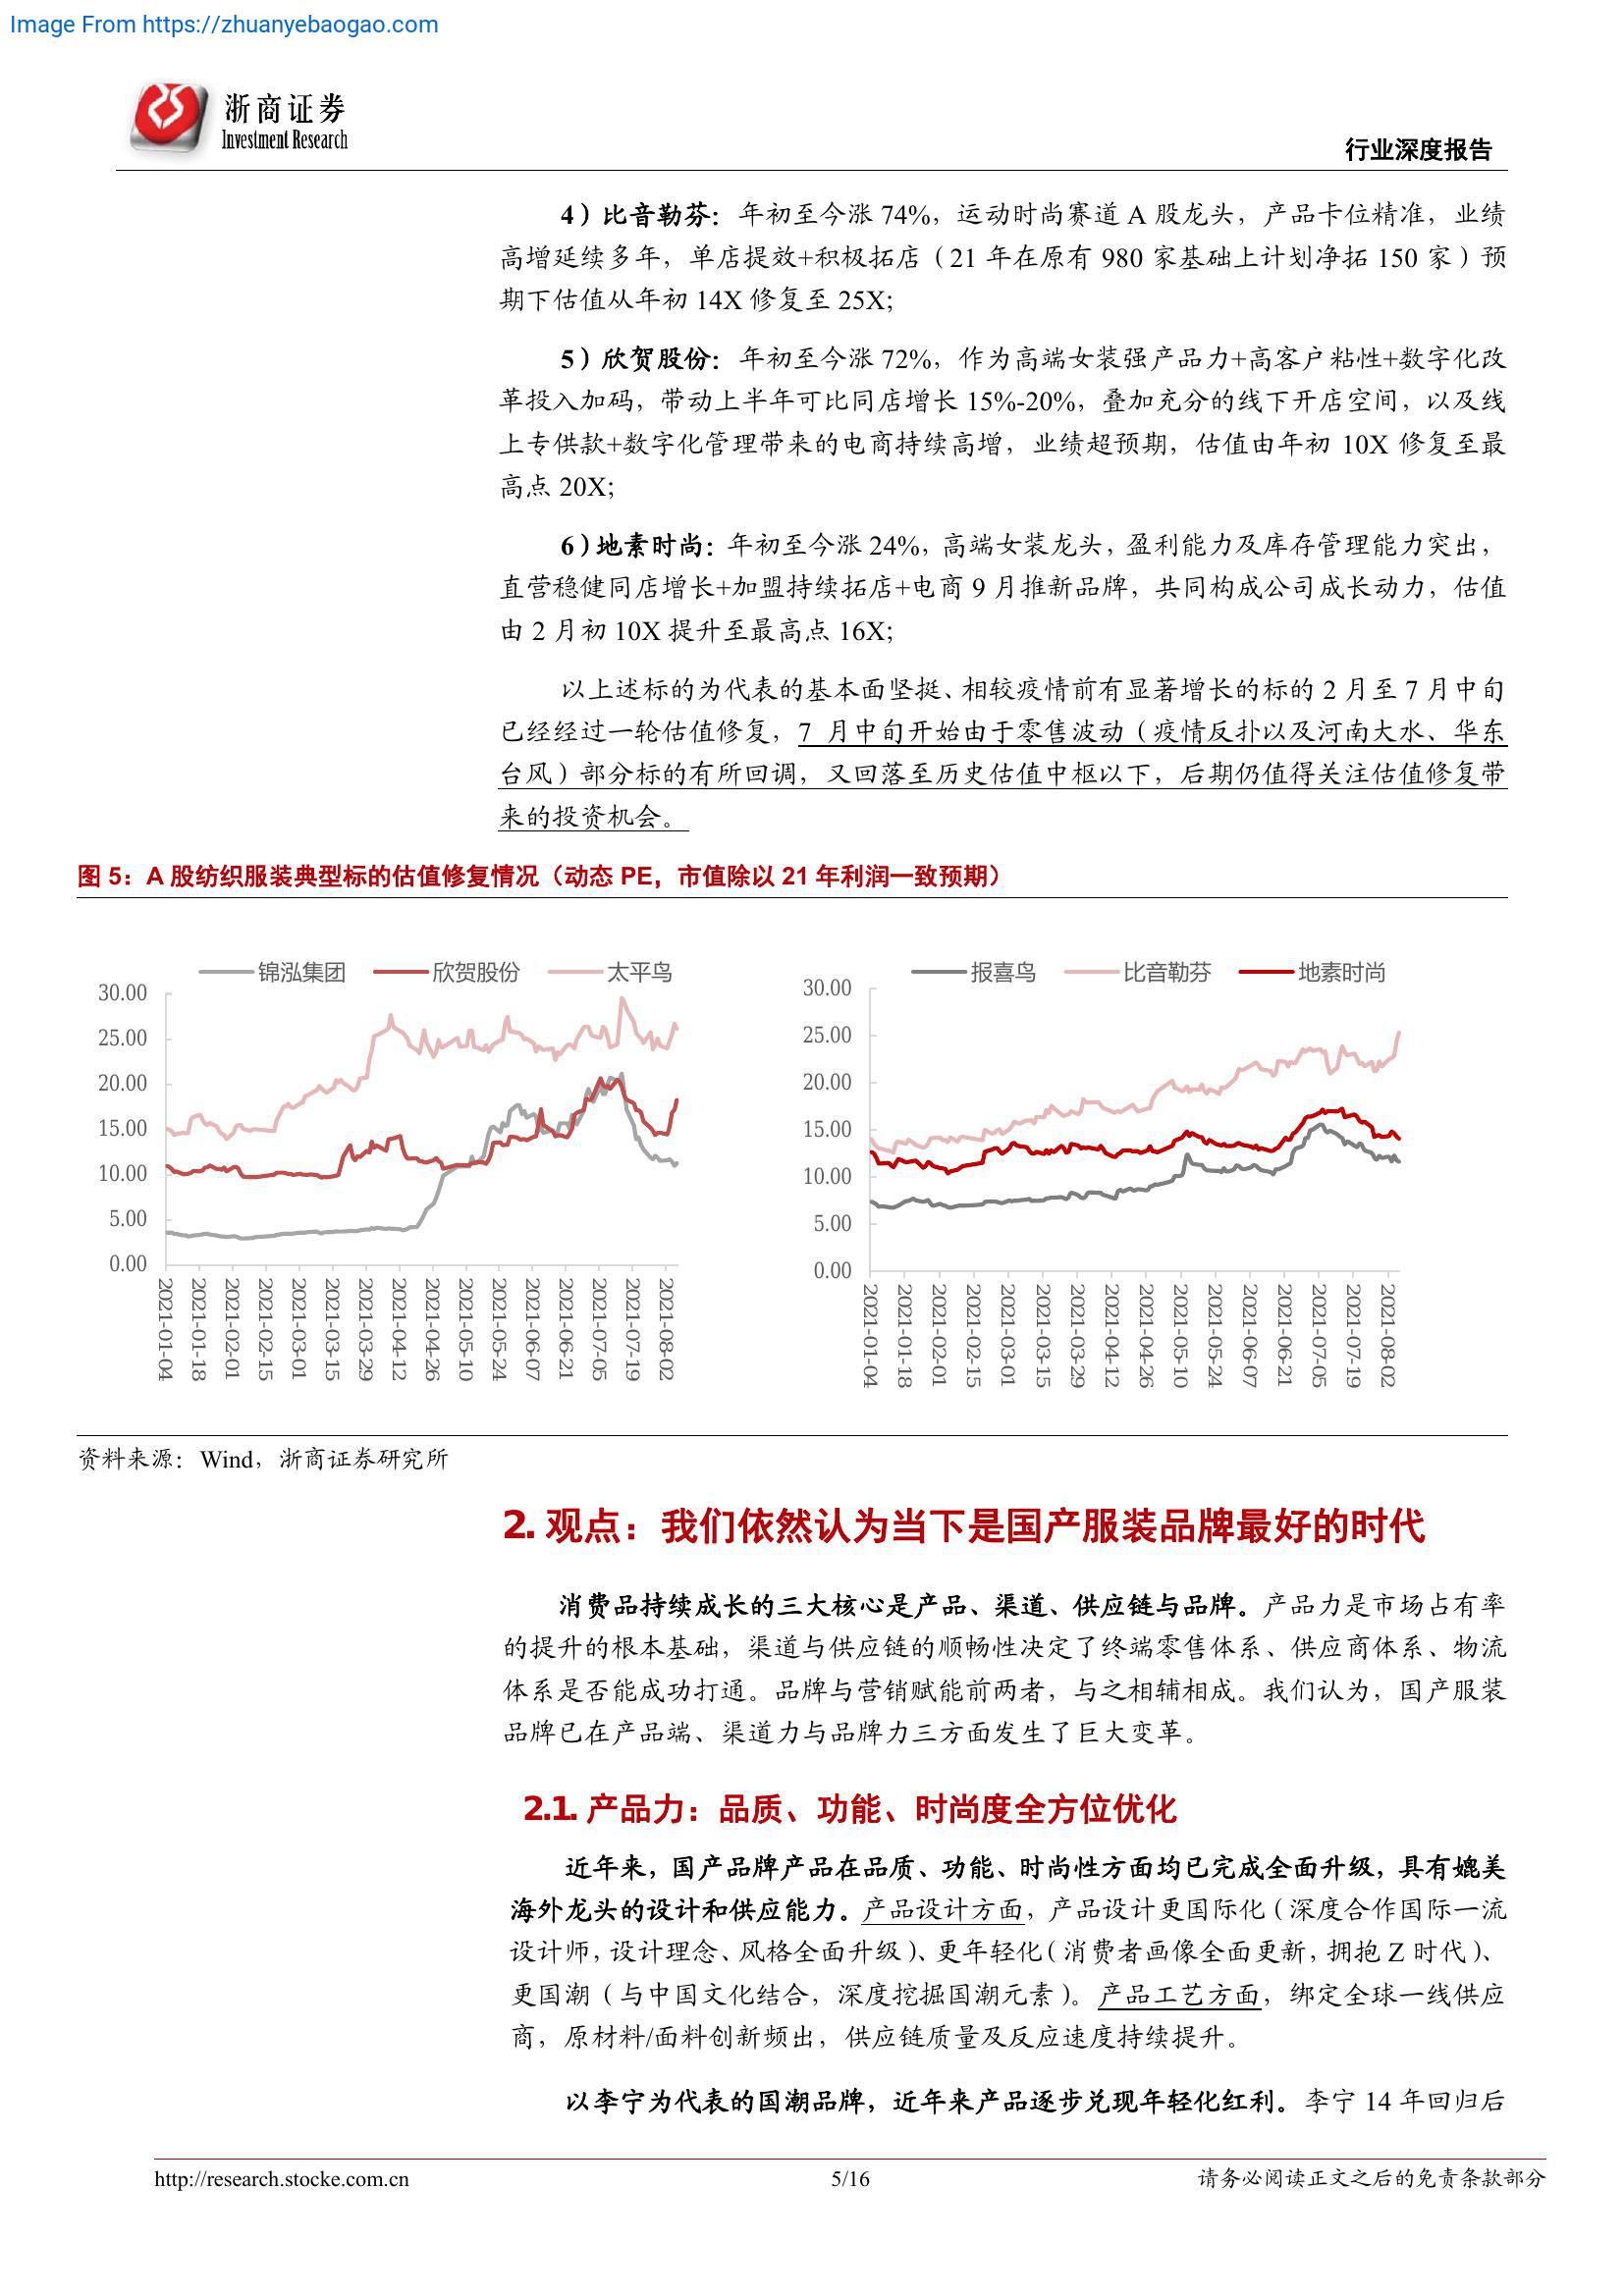 Image From https://zhuanyebaogao.com
浙商证券
Investment Research
行业深度报告
4）比音勒芬：年初至今涨 74%，运动时尚赛道 A 股龙头，产品卡位精准，业绩
高增延续多年，单店提效+积极拓店（21 年在原有 980 家基础上计划净拓 150 家）预
期下估值从年初 14X 修复至 25X;
5）欣贺股份：年初至今涨 72%，作为高端女装强产品力+高客户粘性+数字化改
革投入加码，带动上半年可比同店增长 15%-20%，叠加充分的线下开店空间，以及线
上专供款+数字化管理带来的电商持续高增，业绩超预期，估值由年初 10X 修复至最
高点 20X;
6）地素时尚：年初至今涨 24%，高端女装龙头，盈利能力及库存管理能力突出，
直营稳健同店增长+加盟持续拓店+电商 9 月推新品牌，共同构成公司成长动力，估值
由 2 月初 10X 提升至最高点 16X;
以上述标的为代表的基本面坚挺、相较疫情前有显著增长的标的 2 月至 7 月中旬
已经经过一轮估值修复，7 月中旬开始由于零售波动（疫情反扑以及河南大水、华东
台风）部分标的有所回调，又回落至历史估值中枢以下，后期仍值得关注估值修复带
来的投资机会。
图 5：A 股纺织服装典型标的估值修复情况（动态 PE，市值除以 21 年利润一致预期）
锦泓集团 欣贺股份 太平鸟
30.00
25.00
20.00
15.00
10.00
5.00
0.00
2021-01-04
2021-01-18
2021-02-01
2021-02-15
2021-03-01
2021-03-15
2021-03-29
2021-04-12
2021-04-26
2021-05-10
2021-05-24
2021-06-07
2021-06-21
2021-07-05
2021-07-19
2021-08-02
报喜鸟 比音勒芬 地素时尚
30.00
25.00
20.00
15.00
10.00
5.00
0.00
2021-01-04
2021-01-18
2021-02-01
2021-02-15
2021-03-01
2021-03-15
2021-03-29
2021-04-12
2021-04-26
2021-05-10
2021-05-24
2021-06-07
2021-06-21
2021-07-05
2021-07-19
2021-08-02
资料来源：Wind，浙商证券研究所
2. 观点：我们依然认为当下是国产服装品牌最好的时代
消费品持续成长的三大核心是产品、渠道、供应链与品牌。产品力是市场占有率
的提升的根本基础，渠道与供应链的顺畅性决定了终端零售体系、供应商体系、物流
体系是否能成功打通。品牌与营销赋能前两者，与之相辅相成。我们认为，国产服装
品牌已在产品端、渠道力与品牌力三方面发生了巨大变革。
2.1. 产品力：品质、功能、时尚度全方位优化
近年来，国产品牌产品在品质、功能、时尚性方面均已完成全面升级，具有媲美
海外龙头的设计和供应能力。产品设计方面，产品设计更国际化（深度合作国际一流
设计师，设计理念、风格全面升级）、更年轻化（消费者画像全面更新，拥抱 Z 时代）、
更国潮（与中国文化结合，深度挖掘国潮元素）。产品工艺方面，绑定全球一线供应
商，原材料/面料创新频出，供应链质量及反应速度持续提升。
以李宁为代表的国潮品牌，近年来产品逐步兑现年轻化红利。李宁 14 年回归后
http://research.stocke.com.cn
5/16
请务必阅读正文之后的免责条款部分